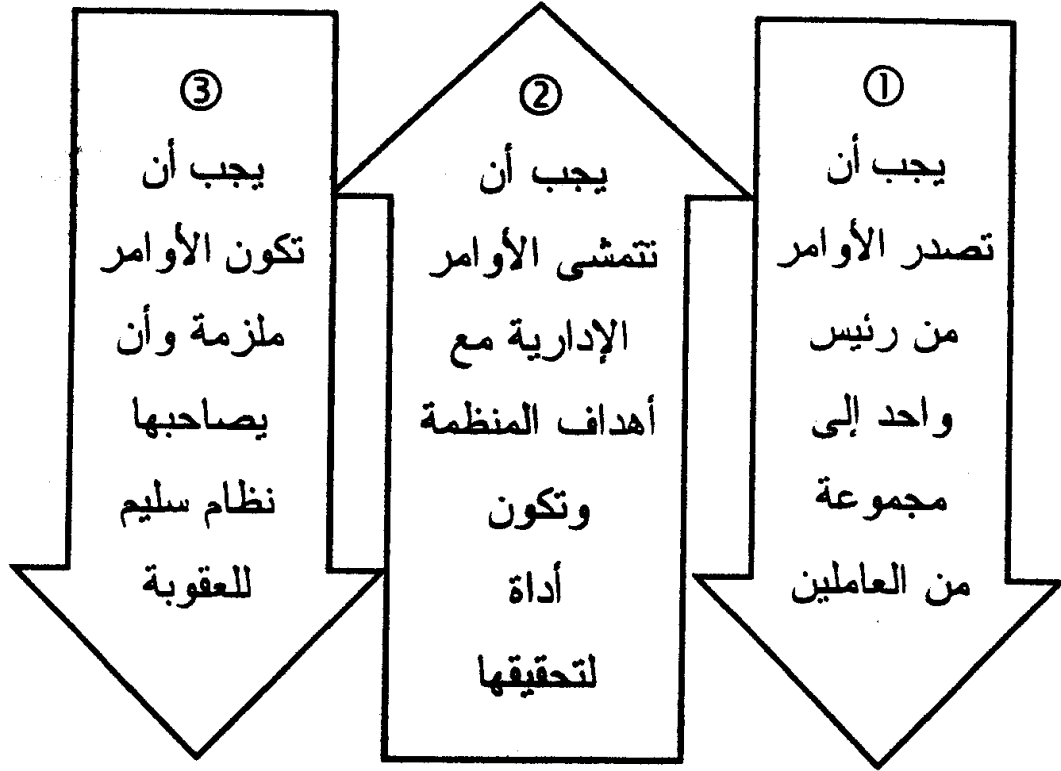 ①
يجب أن
تصدر الأوامر
من رئيس
واحد إلى
مجموعة
من العاملين
②
يجب أن
تتمشى الأوامر
الإدارية مع
أهداف المنظمة
وتكون
أداة
لتحقيقها
③
يجب أن
تكون الأوامر
ملزمة وأن
يصاحبها
نظام سليم
للعقوبة